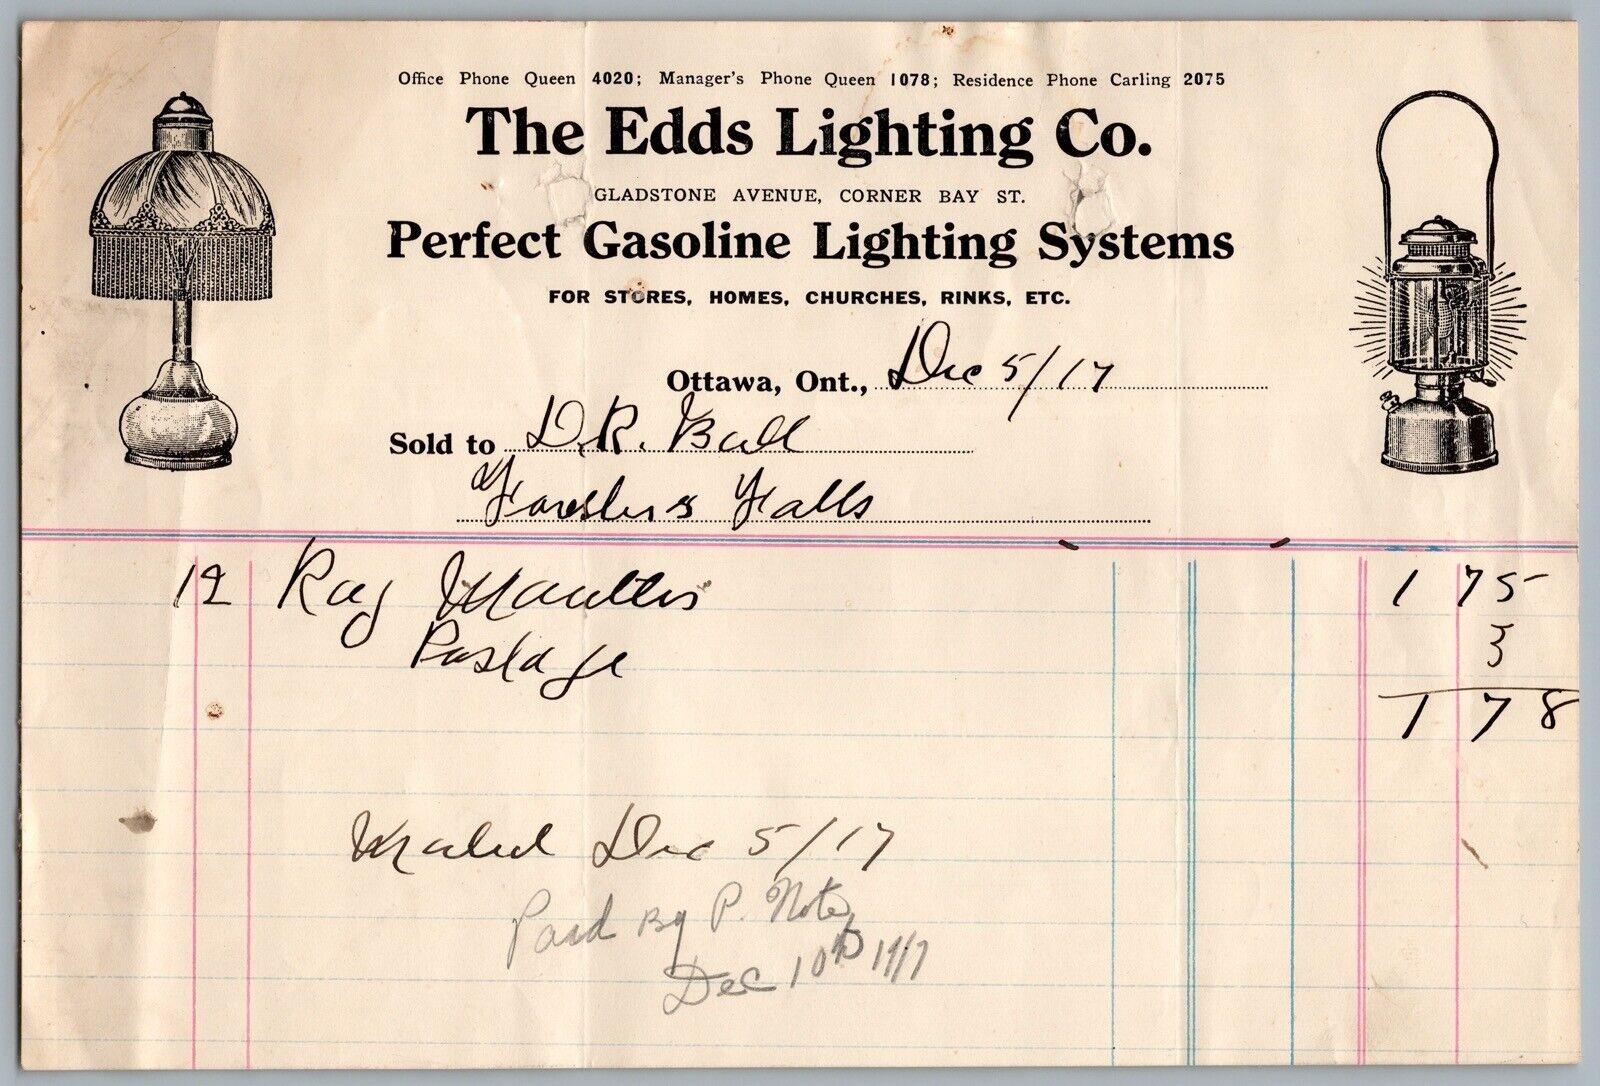 Office Phone Queen 4020; Manager's Phone Queen 1078; Residence Phone Carling 2075
The Edds Lighting Co.
GLADSTONE AVENUE, CORNER BAY ST.
Perfect Gasoline Lighting Systems
FOR STORES, HOMES, CHURCHES, RINKS, ETC.
Ottawa, Ont., Dec 5/17
Sold to D.R. Ball
Foresters Falls
12 Rag Mantles 1 75
Postage 3
1 78
Mailed Dec 5/17
Paid By P. Note
Dec 10th 1917